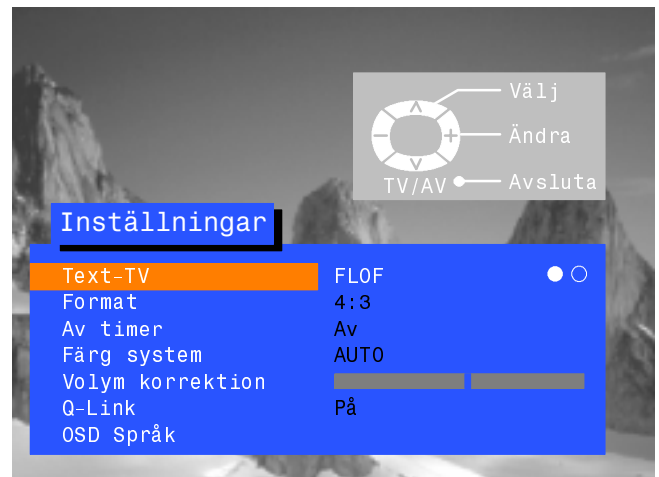 Välj
Ändra
TV/AV Avsluta
Inställningar
Text-TV FLOF
Format 4:3
Av timer Av
Färg system AUTO
Volym korrektion
Q-Link På
OSD Språk